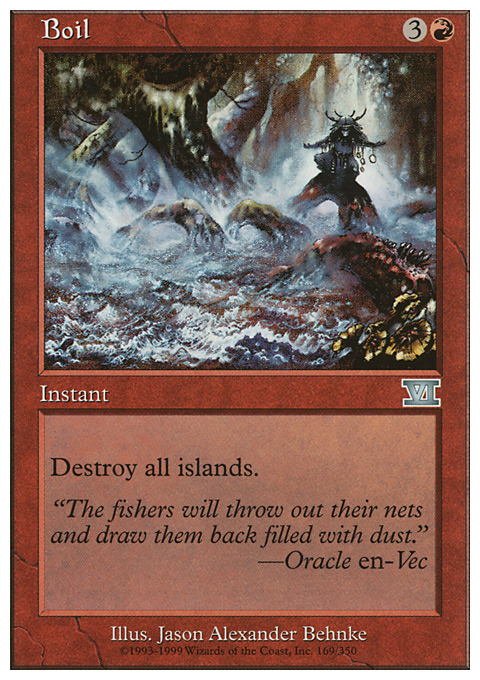 Boil 3
Instant VI
Destroy all islands.
“The fishers will throw out their nets
and draw them back filled with dust.”
—Oracle en-Vec
Illus. Jason Alexander Behnke
©1993-1999 Wizards of the Coast, Inc. 169/350